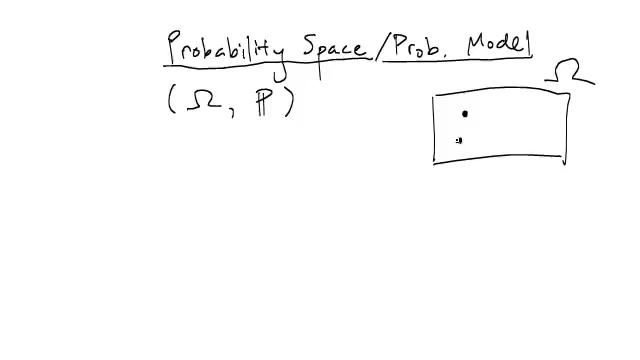 Probability Space/Prob. Model
(Ω, ℙ)
Ω